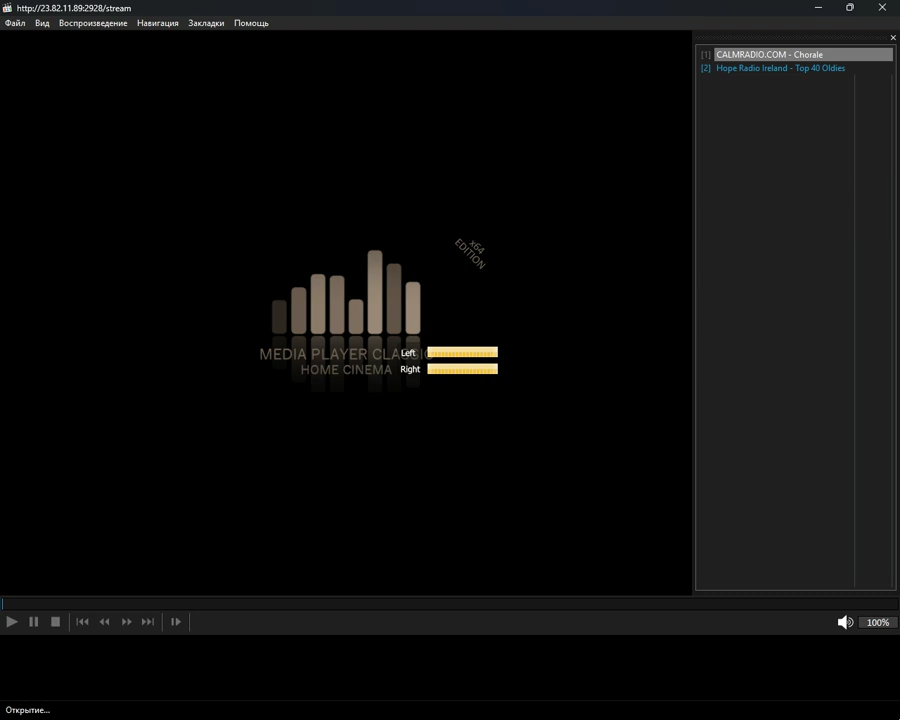 http://23.82.11.89:2928/stream
Файл Вид Воспроизведение Навигация Закладки Помощь
[1] CALMRADIO.COM - Chorale
[2] Hope Radio Ireland - Top 40 Oldies
x64
EDITION
MEDIA PLAYER CLASSIC
HOME CINEMA
Left
Right
100%
Открытие...